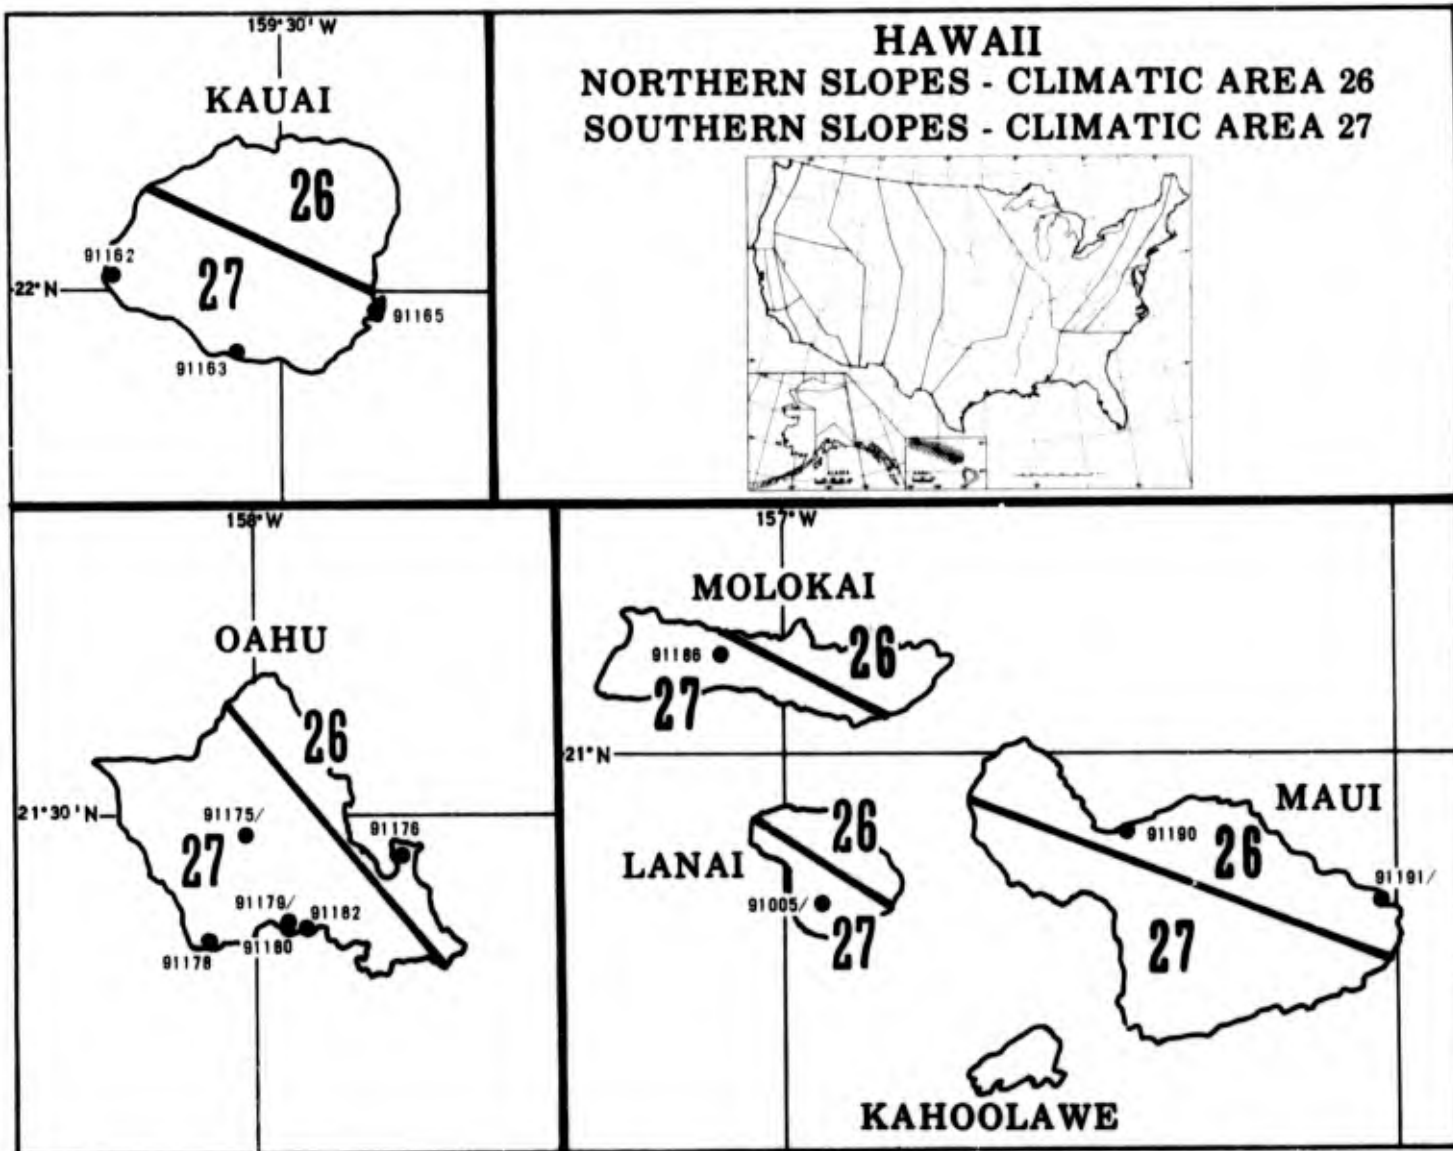 159°30' W
KAUAI
26
91162
27
22°N
91165
91163
HAWAII
NORTHERN SLOPES - CLIMATIC AREA 26
SOUTHERN SLOPES - CLIMATIC AREA 27
158°W
OAHU
26
21°30' N
91175/
91176
27
91179/
91182
91178
91180
157°W
MOLOKAI
91186
26
27
21°N
MAUI
26
91190
26
LANAI
91005/
91191/
27
27
KAHOOLAWE